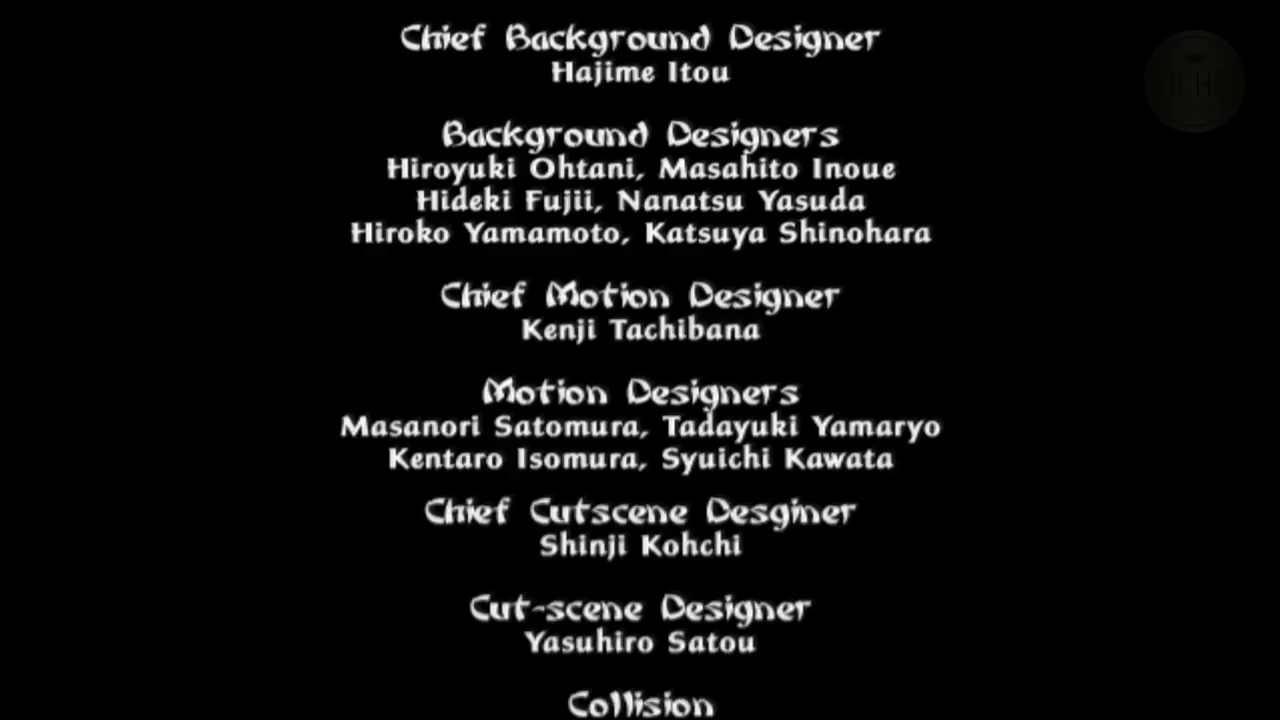 Chief Background Designer
Hajime Itou
Background Designers
Hiroyuki Ohtani, Masahito Inoue
Hideki Fujii, Nanatsu Yasuda
Hiroko Yamamoto, Katsuya Shinohara
Chief Motion Designer
Kenji Tachibana
Motion Designers
Masanori Satomura, Tadayuki Yamaryo
Kentaro Isomura, Syuichi Kawata
Chief Cutscene Desginer
Shinji Kohchi
Cut-scene Designer
Yasuhiro Satou
Collision